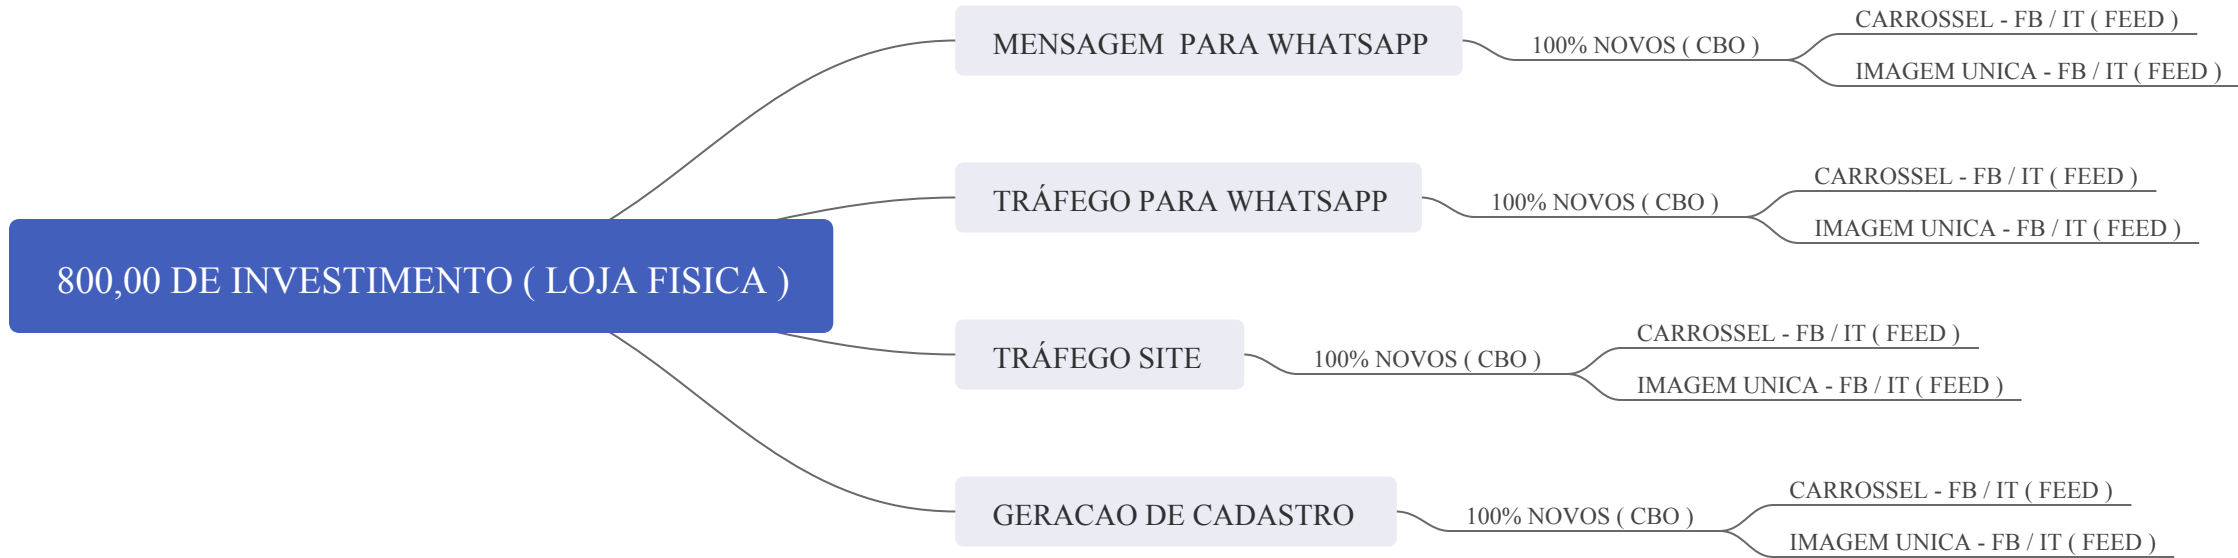 800,00 DE INVESTIMENTO ( LOJA FISICA )
MENSAGEM PARA WHATSAPP
100% NOVOS ( CBO )
CARROSSEL - FB / IT ( FEED )
IMAGEM UNICA - FB / IT ( FEED )
TRÁFEGO PARA WHATSAPP
100% NOVOS ( CBO )
CARROSSEL - FB / IT ( FEED )
IMAGEM UNICA - FB / IT ( FEED )
TRÁFEGO SITE
100% NOVOS ( CBO )
CARROSSEL - FB / IT ( FEED )
IMAGEM UNICA - FB / IT ( FEED )
GERACAO DE CADASTRO
100% NOVOS ( CBO )
CARROSSEL - FB / IT ( FEED )
IMAGEM UNICA - FB / IT ( FEED )